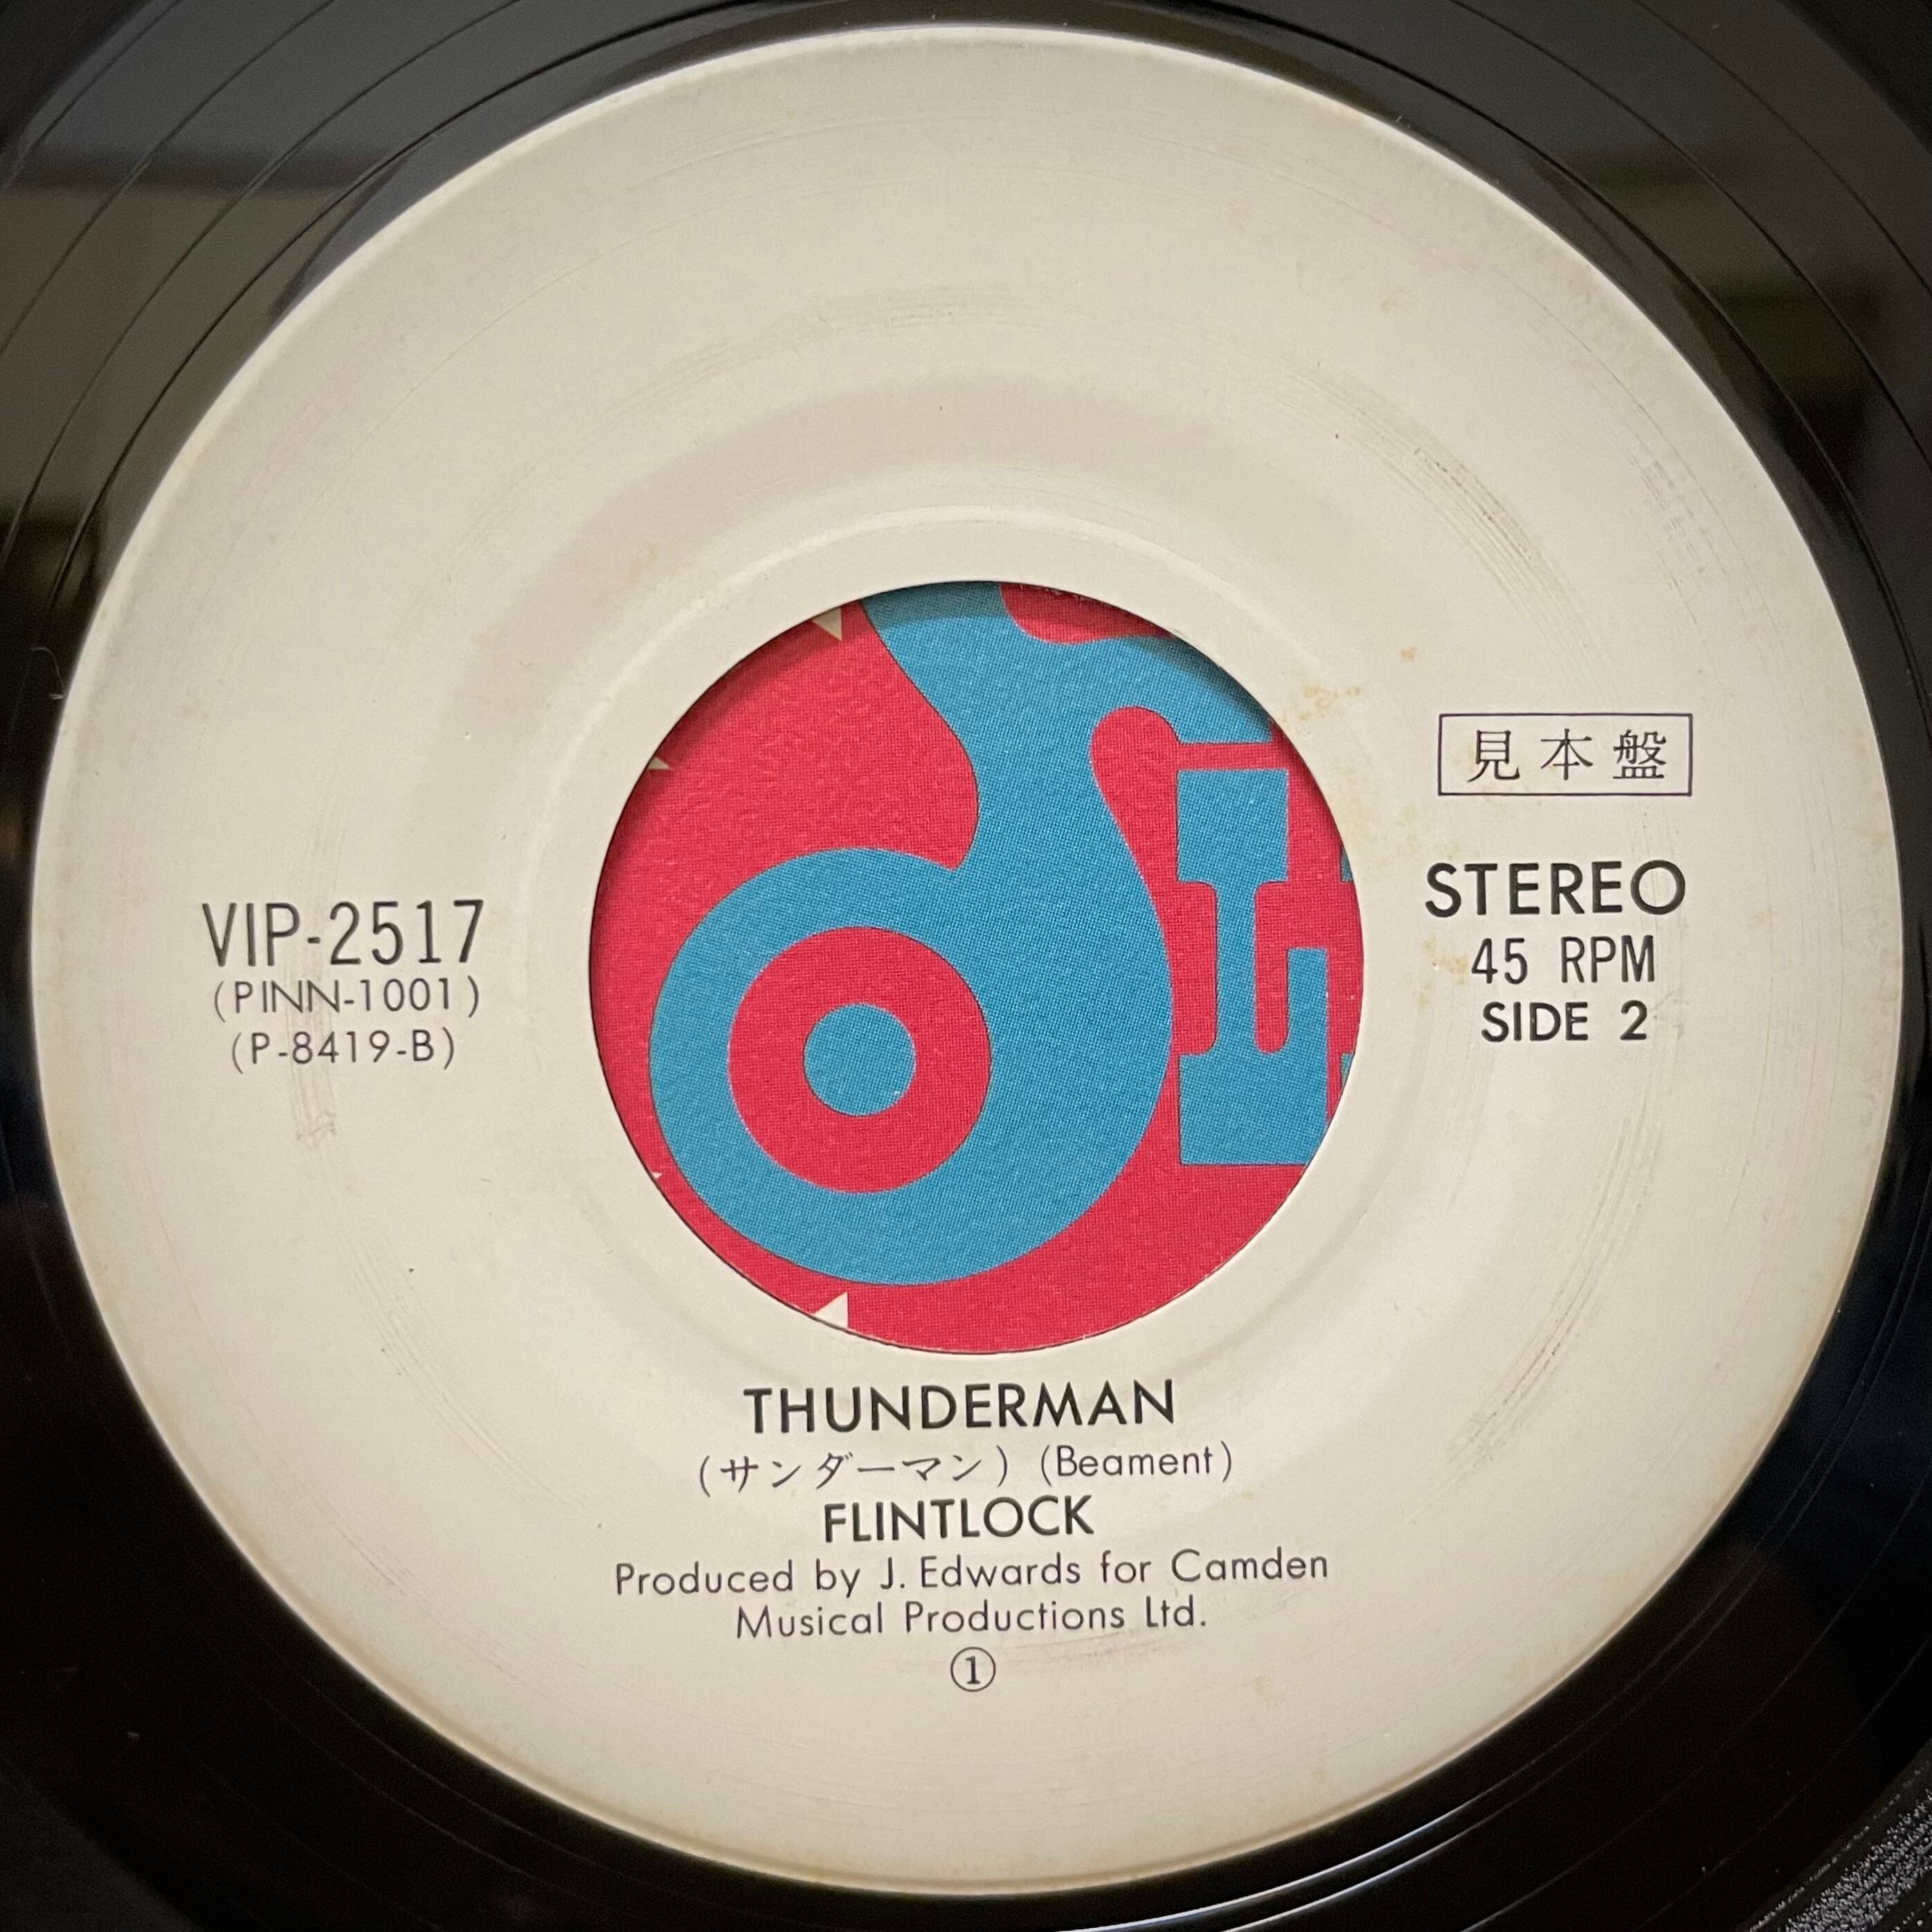 見本盤
VIP-2517
(PINN-1001)
(P-8419-B)
STEREO
45 RPM
SIDE 2
THUNDERMAN
(サンダーマン) (Beament)
FLINTLOCK
Produced by J. Edwards for Camden
Musical Productions Ltd.
①